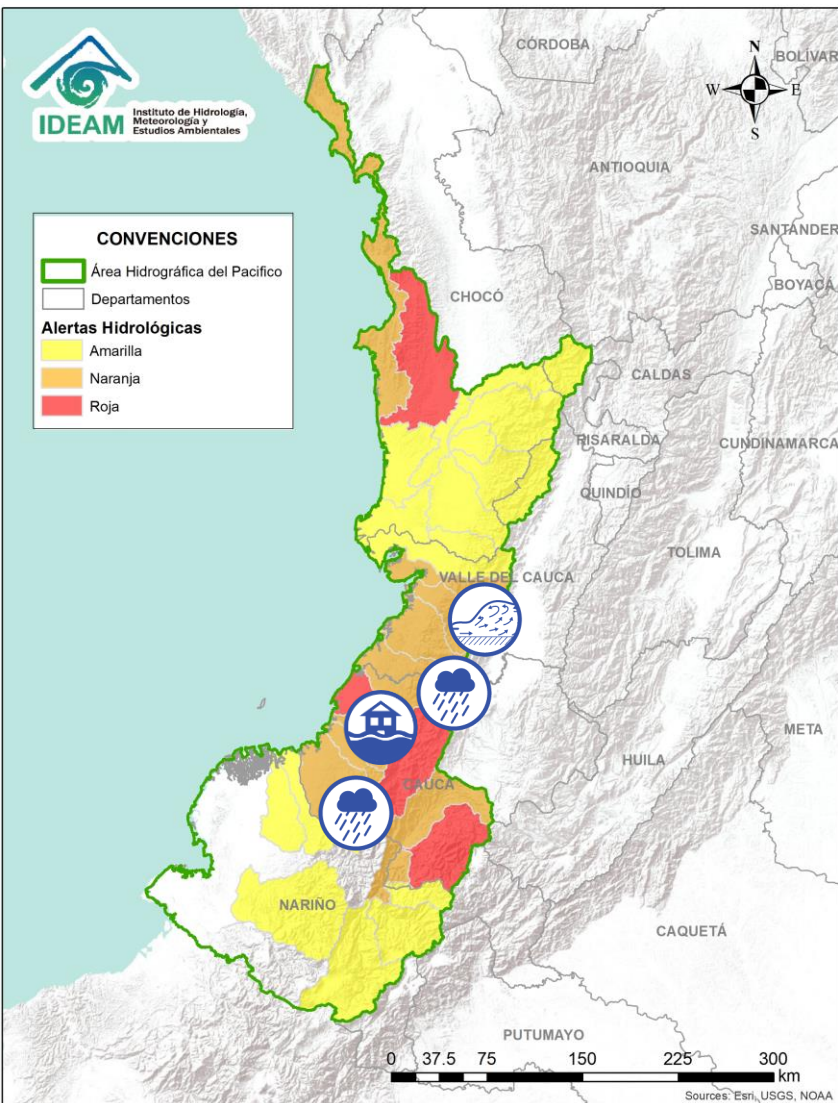 IDEAM
Instituto de Hidrología,
Meteorología y
Estudios Ambientales
CONVENCIONES
Área Hidrográfica del Pacifico
Departamentos
Alertas Hidrológicas
Amarilla
Naranja
Roja
N
W
E
S
CÓRDOBA
BOLÍVAR
ANTIOQUIA
SANTANDER
BOYACÁ
CHOCÓ
CALDAS
RISARALDA
CUNDINAMARCA
QUINDÍO
TOLIMA
VALLE DEL CAUCA
META
HUILA
CAUCA
NARIÑO
CAQUETÁ
PUTUMAYO
0 37.5 75 150 225 300
km
Sources: Esri, USGS, NOAA